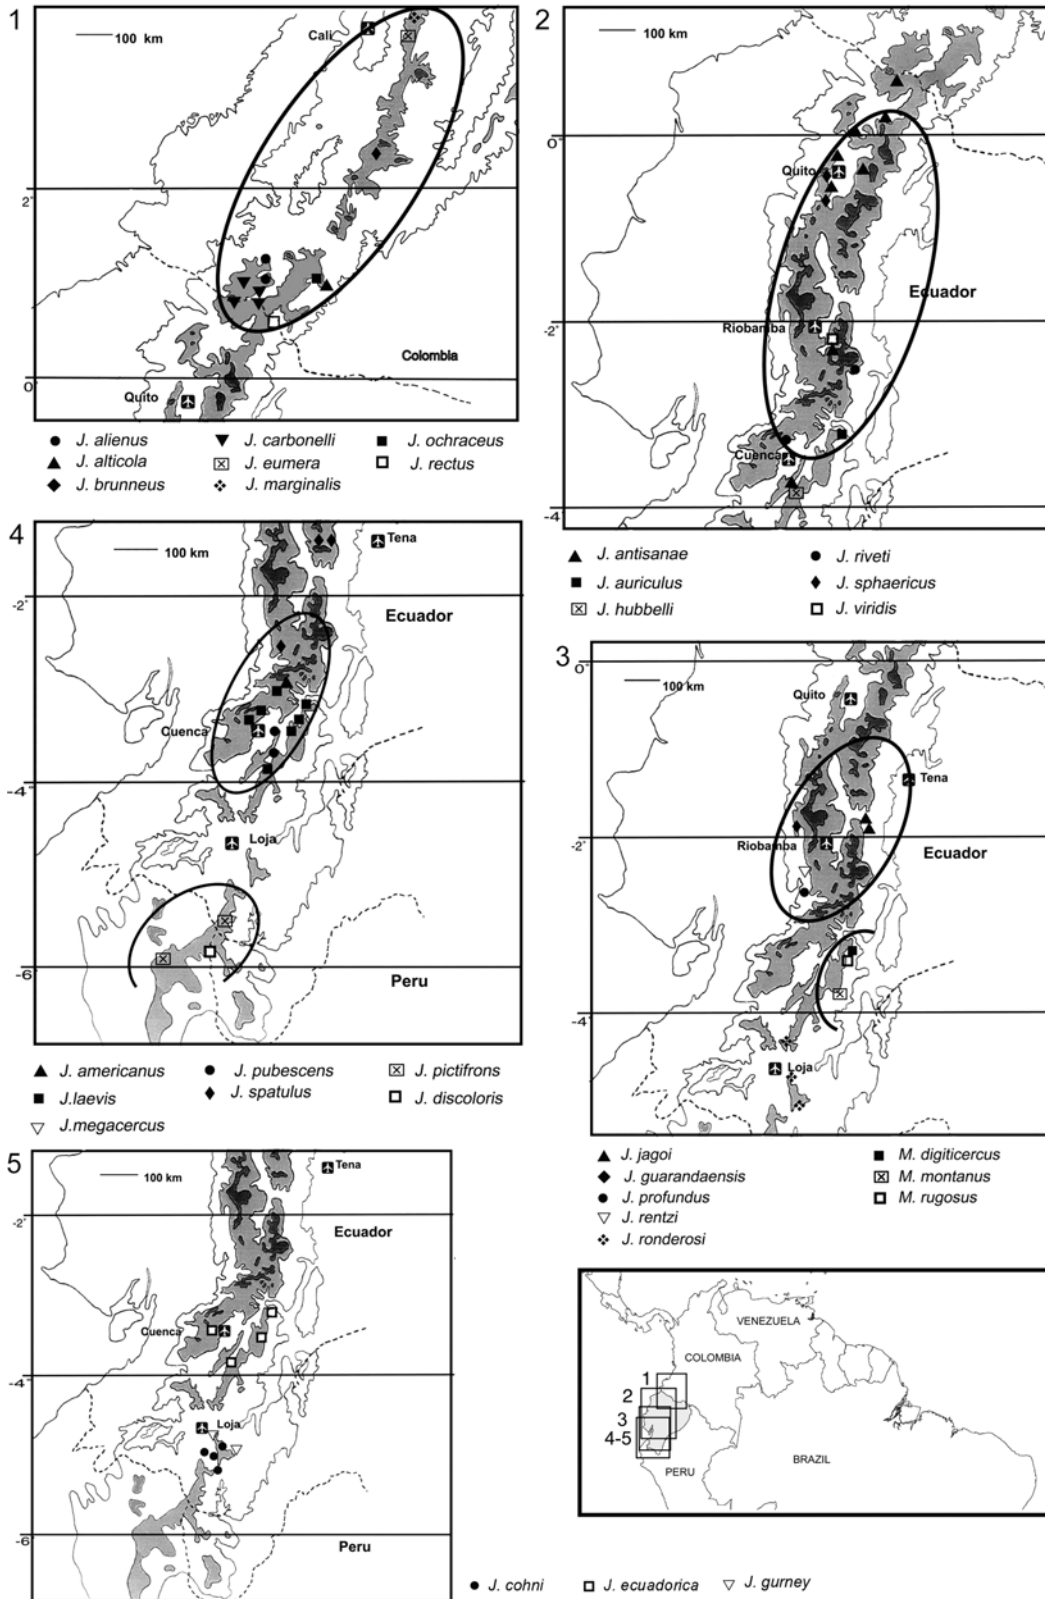 1
100 km
Cali
2°
Colombia
0°
Quito
J. alienus
J. carbonelli
J. ochraceus
J. alticola
J. eumera
J. rectus
J. brunneus
J. marginalis
2
100 km
0°
Quito
Ecuador
Riobamba
-2°
Cuenca
-4°
J. antisanae
J. riveti
J. auriculus
J. sphaericus
J. hubbelli
J. viridis
4
100 km
Tena
-2°
Ecuador
Cuenca
-4°
Loja
-6°
Peru
J. americanus
J. pubescens
J. pictifrons
J.laevis
J. spatulus
J. discoloris
J.megacercus
3
0°
100 km
Quito
Tena
-2°
Riobamba
Ecuador
-4°
Loja
J. jagoi
M. digiticercus
J. guarandaensis
M. montanus
J. profundus
M. rugosus
J. rentzi
J. ronderosi
5
100 km
Tena
-2°
Ecuador
Cuenca
-4°
Loja
-6°
Peru
VENEZUELA
COLOMBIA
1
2
3
4-5
BRAZIL
PERU
J. cohni
J. ecuadorica
J. gurney